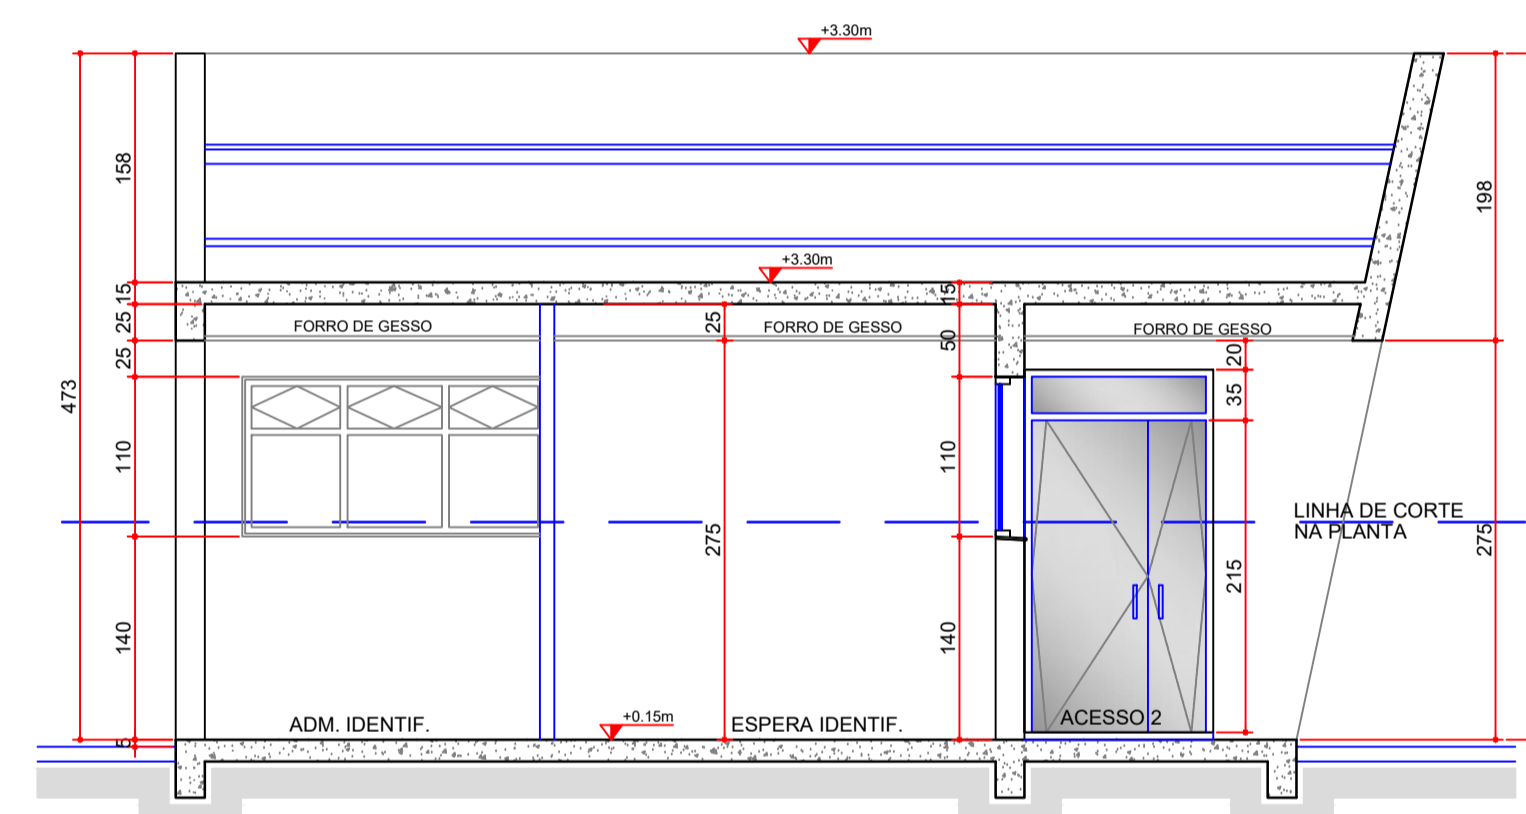 +3.30m
158
198
+3.30m
15
15
25
25
50
FORRO DE GESSO
FORRO DE GESSO
FORRO DE GESSO
25
20
35
473
110
110
LINHA DE CORTE
NA PLANTA
275
275
215
140
140
+0.15m
ADM. IDENTIF.
ESPERA IDENTIF.
ACESSO 2
5